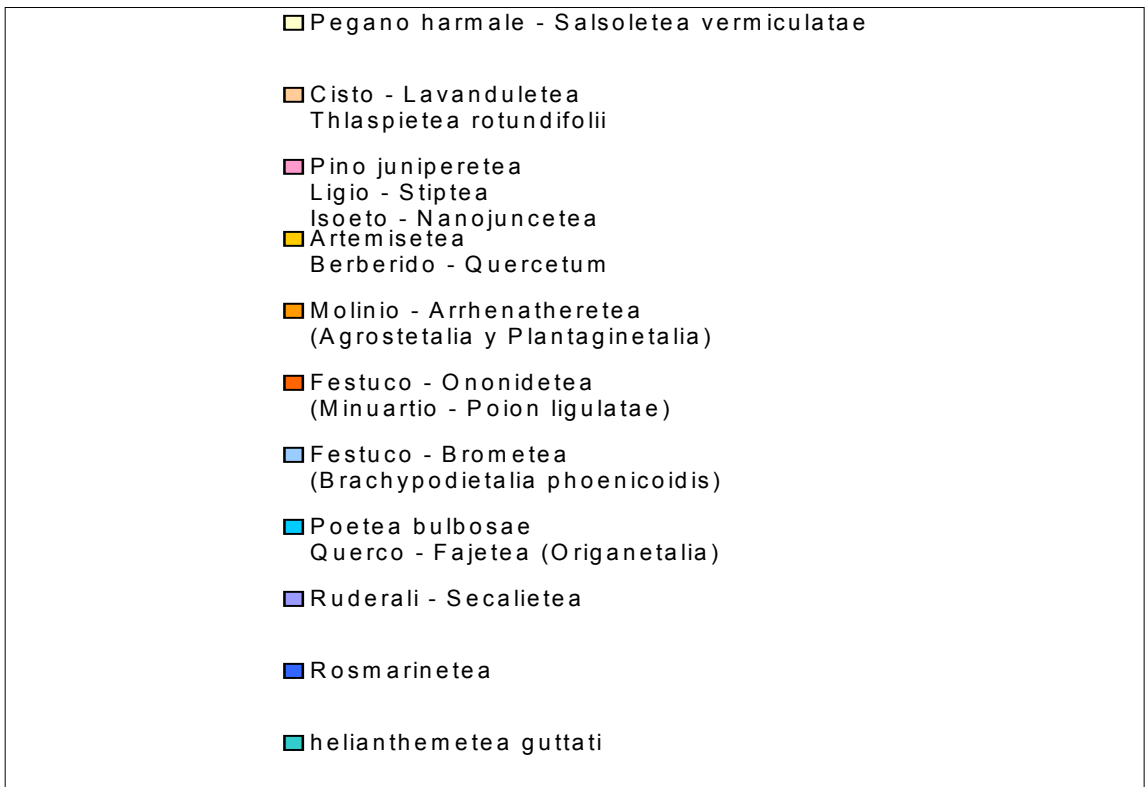 Pegano harmale - Salsoletea vermiculatae
Cisto - Lavanduletea
Thlaspietea rotundifolii
Pino juniperetea
Ligio - Stiptea
Isoeto - Nanojuncetea
Artemisetea
Berberido - Quercetum
Molinio - Arrhenatheretea
(Agrostetalia y Plantaginetalia)
Festuco - Ononidetea
(Minuartio - Poion ligulatae)
Festuco - Brometea
(Brachypodietalia phoenicoidis)
Poetea bulbosae
Querco - Fajetea (Origanetalia)
Ruderali - Secalietea
Rosmarinetea
helianthemetea guttati